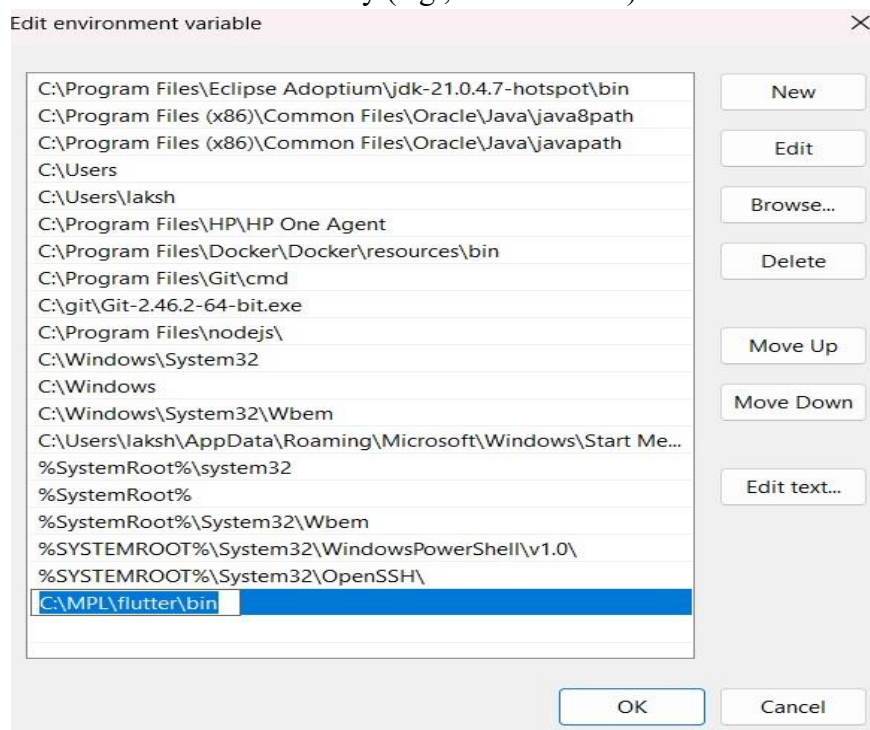 Edit environment variable
C:\Program Files\Eclipse Adoptium\jdk-21.0.4.7-hotspot\bin
C:\Program Files (x86)\Common Files\Oracle\Java\java8path
C:\Program Files (x86)\Common Files\Oracle\Java\javapath
C:\Users
C:\Users\laksh
C:\Program Files\HP\HP One Agent
C:\Program Files\Docker\Docker\resources\bin
C:\Program Files\Git\cmd
C:\git\Git-2.46.2-64-bit.exe
C:\Program Files\nodejs\
C:\Windows\System32
C:\Windows
C:\Windows\System32\Wbem
C:\Users\laksh\AppData\Roaming\Microsoft\Windows\Start Me...
%SystemRoot%\system32
%SystemRoot%
%SystemRoot%\System32\Wbem
%SYSTEMROOT%\System32\WindowsPowerShell\v1.0\
%SYSTEMROOT%\System32\OpenSSH\
C:\MPL\flutter\bin
New
Edit
Browse...
Delete
Move Up
Move Down
Edit text...
OK
Cancel